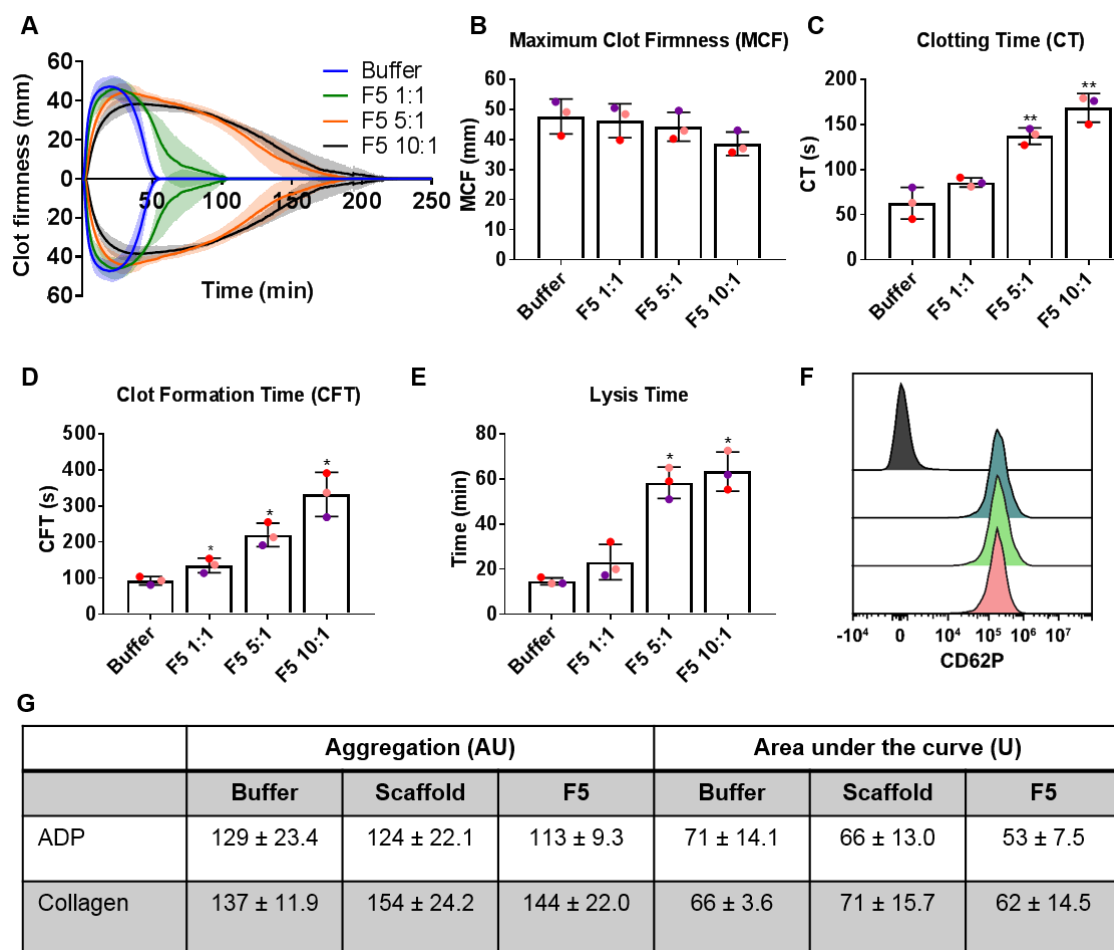 A
Buffer
F5 1:1
F5 5:1
F5 10:1
Clot firmness (mm)
60
40
20
0
20
40
60
50
100
150
200
250
Time (min)
B
Maximum Clot Firmness (MCF)
MCF (mm)
60
50
40
30
20
10
0
Buffer
F5 1:1
F5 5:1
F5 10:1
C
Clotting Time (CT)
CT (s)
200
150
100
50
0
**
**
Buffer
F5 1:1
F5 5:1
F5 10:1
D
Clot Formation Time (CFT)
CFT (s)
500
400
300
200
100
0
*
*
*
Buffer
F5 1:1
F5 5:1
F5 10:1
E
Lysis Time
Time (min)
80
60
40
20
0
*
*
Buffer
F5 1:1
F5 5:1
F5 10:1
F
-10⁴ 0 10⁴ 10⁵ 10⁶ 10⁷
CD62P
G
Aggregation (AU) Area under the curve (U)
Buffer Scaffold F5 Buffer Scaffold F5
ADP 129 ± 23.4 124 ± 22.1 113 ± 9.3 71 ± 14.1 66 ± 13.0 53 ± 7.5
Collagen 137 ± 11.9 154 ± 24.2 144 ± 22.0 66 ± 3.6 71 ± 15.7 62 ± 14.5